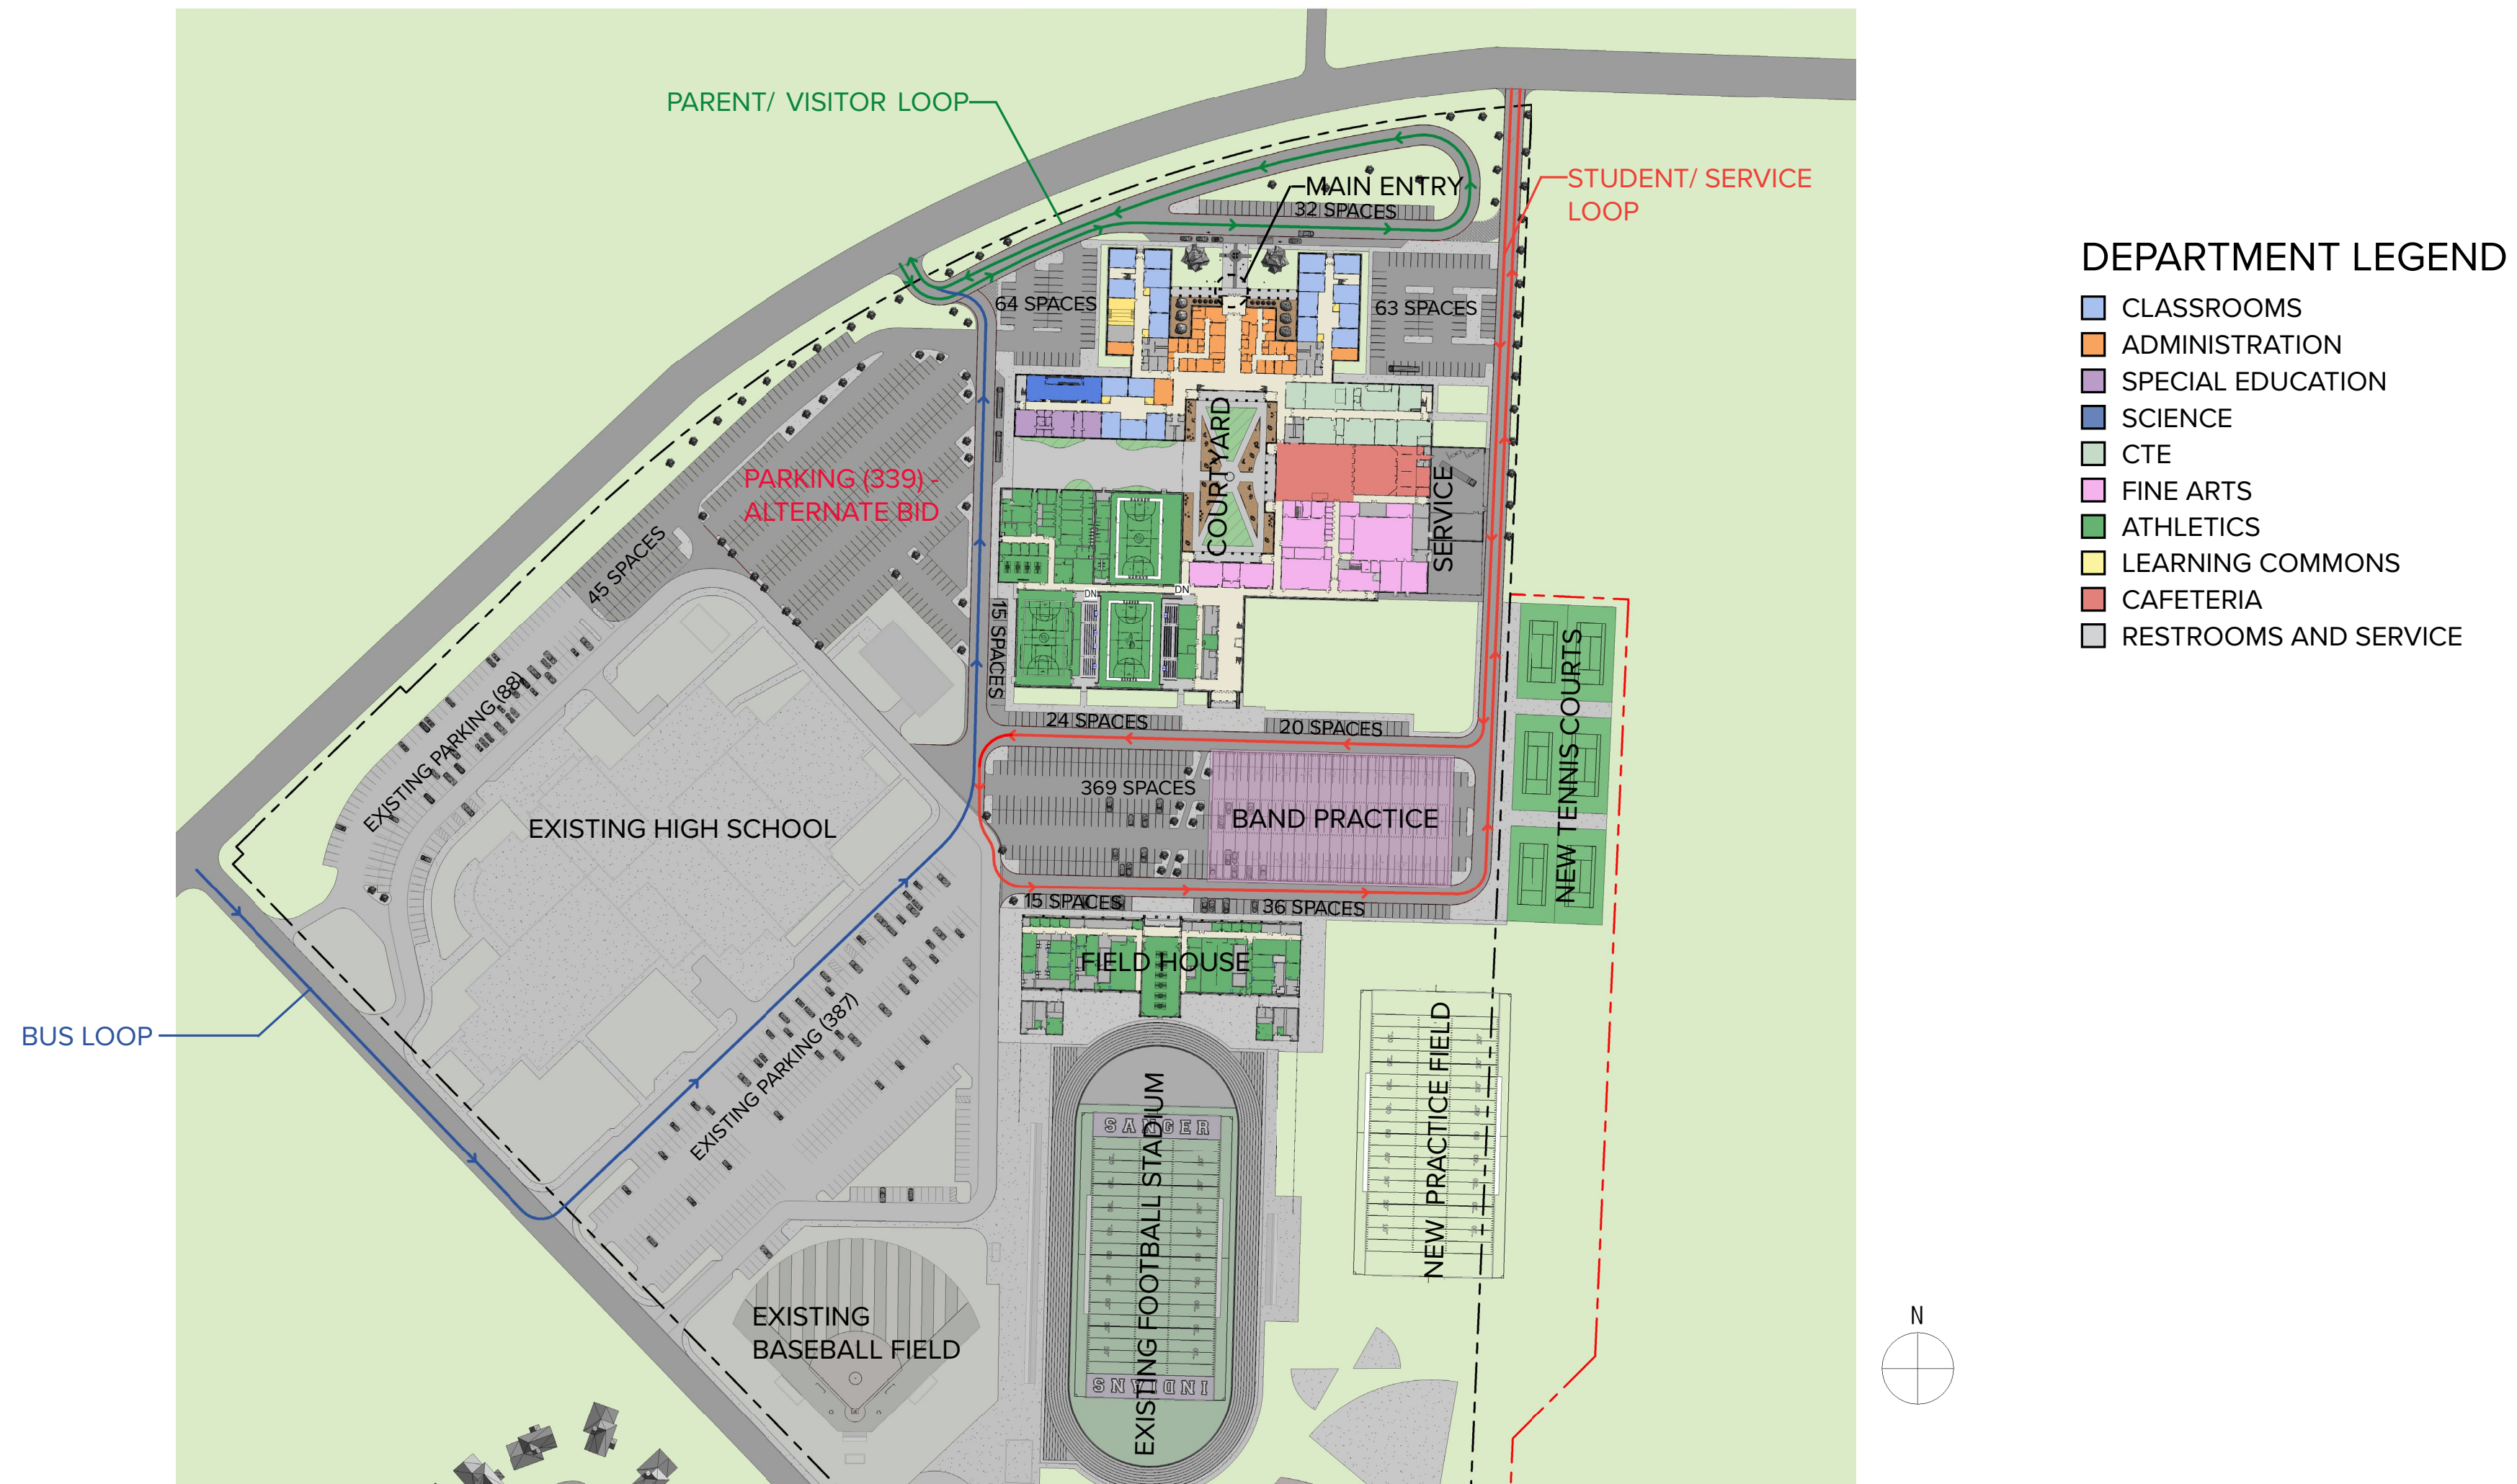 PARENT/ VISITOR LOOP
MAIN ENTRY
32 SPACES
STUDENT/ SERVICE
LOOP
64 SPACES
63 SPACES
COURTYARD
SERVICE
PARKING (339) -
ALTERNATE BID
45 SPACES
15 SPACES
DN
DN
24 SPACES
20 SPACES
EXISTING PARKING (88)
EXISTING HIGH SCHOOL
369 SPACES
BAND PRACTICE
NEW TENNIS COURTS
15 SPACES
36 SPACES
FIELD HOUSE
BUS LOOP
EXISTING PARKING (387)
SANGER
EXISTING FOOTBALL STADIUM
INDIANS
NEW PRACTICE FIELD
EXISTING
BASEBALL FIELD
N
DEPARTMENT LEGEND
CLASSROOMS
ADMINISTRATION
SPECIAL EDUCATION
SCIENCE
CTE
FINE ARTS
ATHLETICS
LEARNING COMMONS
CAFETERIA
RESTROOMS AND SERVICE